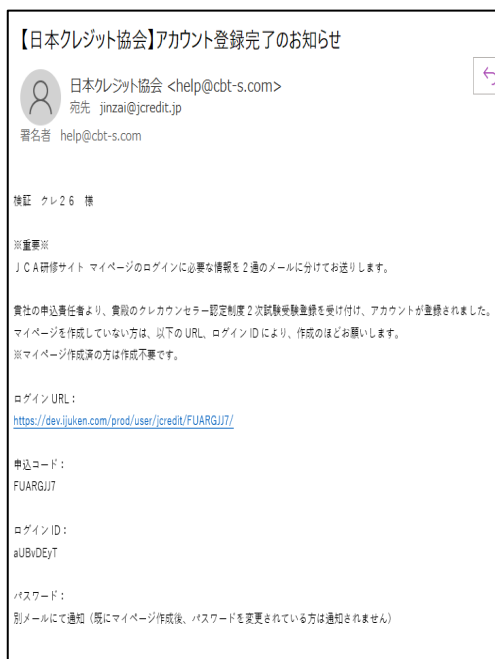 【日本クレジット協会】アカウント登録完了のお知らせ
日本クレジット協会 <help@cbt-s.com>
宛先 jinzai@jcredit.jp
署名者 help@cbt-s.com
検証 クレ26 様
※重要※
JCA研修サイト マイページのログインに必要な情報を2通のメールに分けてお送りします。
貴社の申込責任者より、貴殿のクレカウンセラー認定制度2次試験受験登録を受け付け、アカウントが登録されました。
マイページを作成していない方は、以下の URL、ログイン ID により、作成のほどお願いします。
※マイページ作成済の方は作成不要です。
ログイン URL：
https://dev.ijuken.com/prod/user/jcredit/FUARGJJ7/
申込コード：
FUARGJJ7
ログイン ID：
aUBvDEyT
パスワード：
別メールにて通知（既にマイページ作成後、パスワードを変更されている方は通知されません）